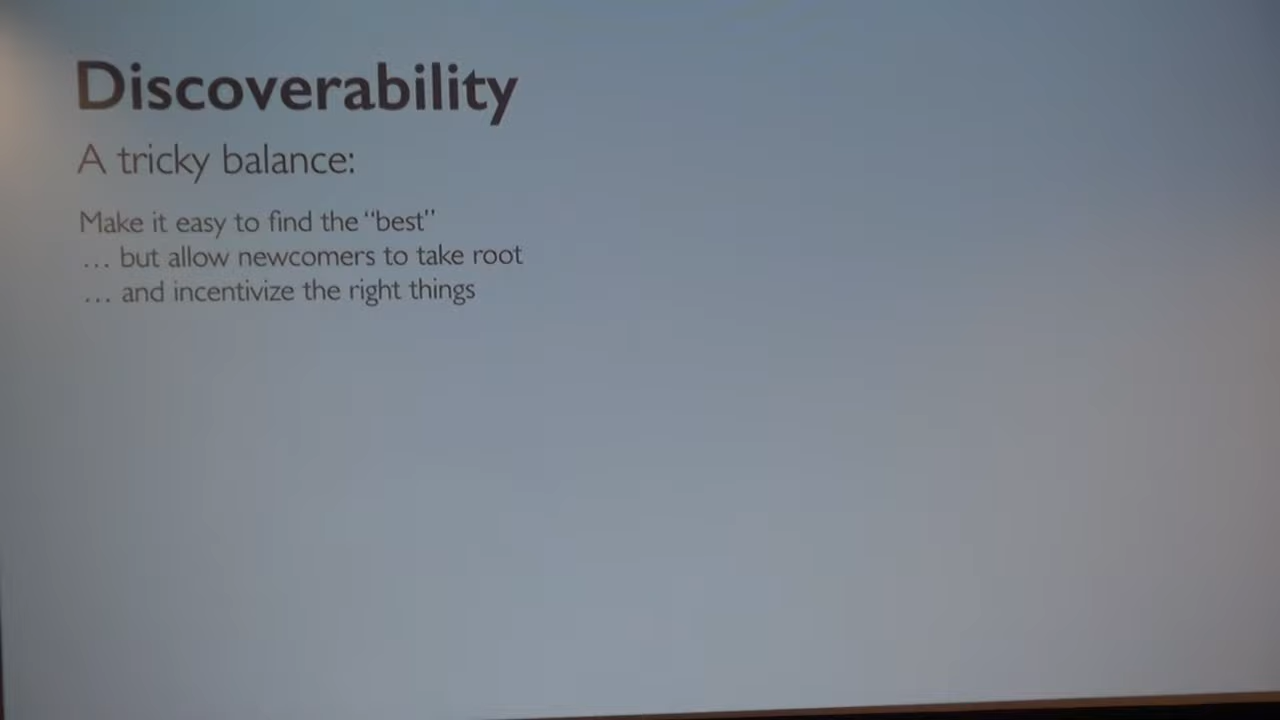 Discoverability
A tricky balance:
Make it easy to find the “best”
… but allow newcomers to take root
… and incentivize the right things